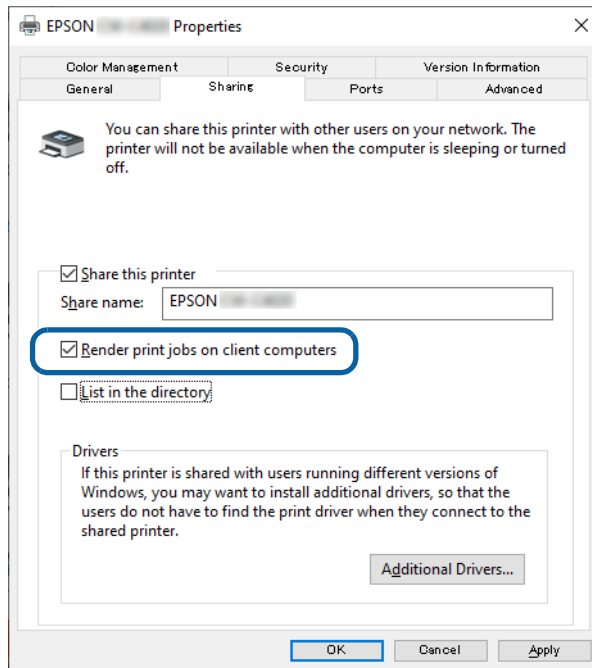 EPSON Properties
Color Management Security Version Information
General Sharing Ports Advanced
You can share this printer with other users on your network. The
printer will not be available when the computer is sleeping or turned
off.
Share this printer
Share name: EPSON
Render print jobs on client computers
List in the directory
Drivers
If this printer is shared with users running different versions of
Windows, you may want to install additional drivers, so that the
users do not have to find the print driver when they connect to the
shared printer.
Additional Drivers...
OK Cancel Apply